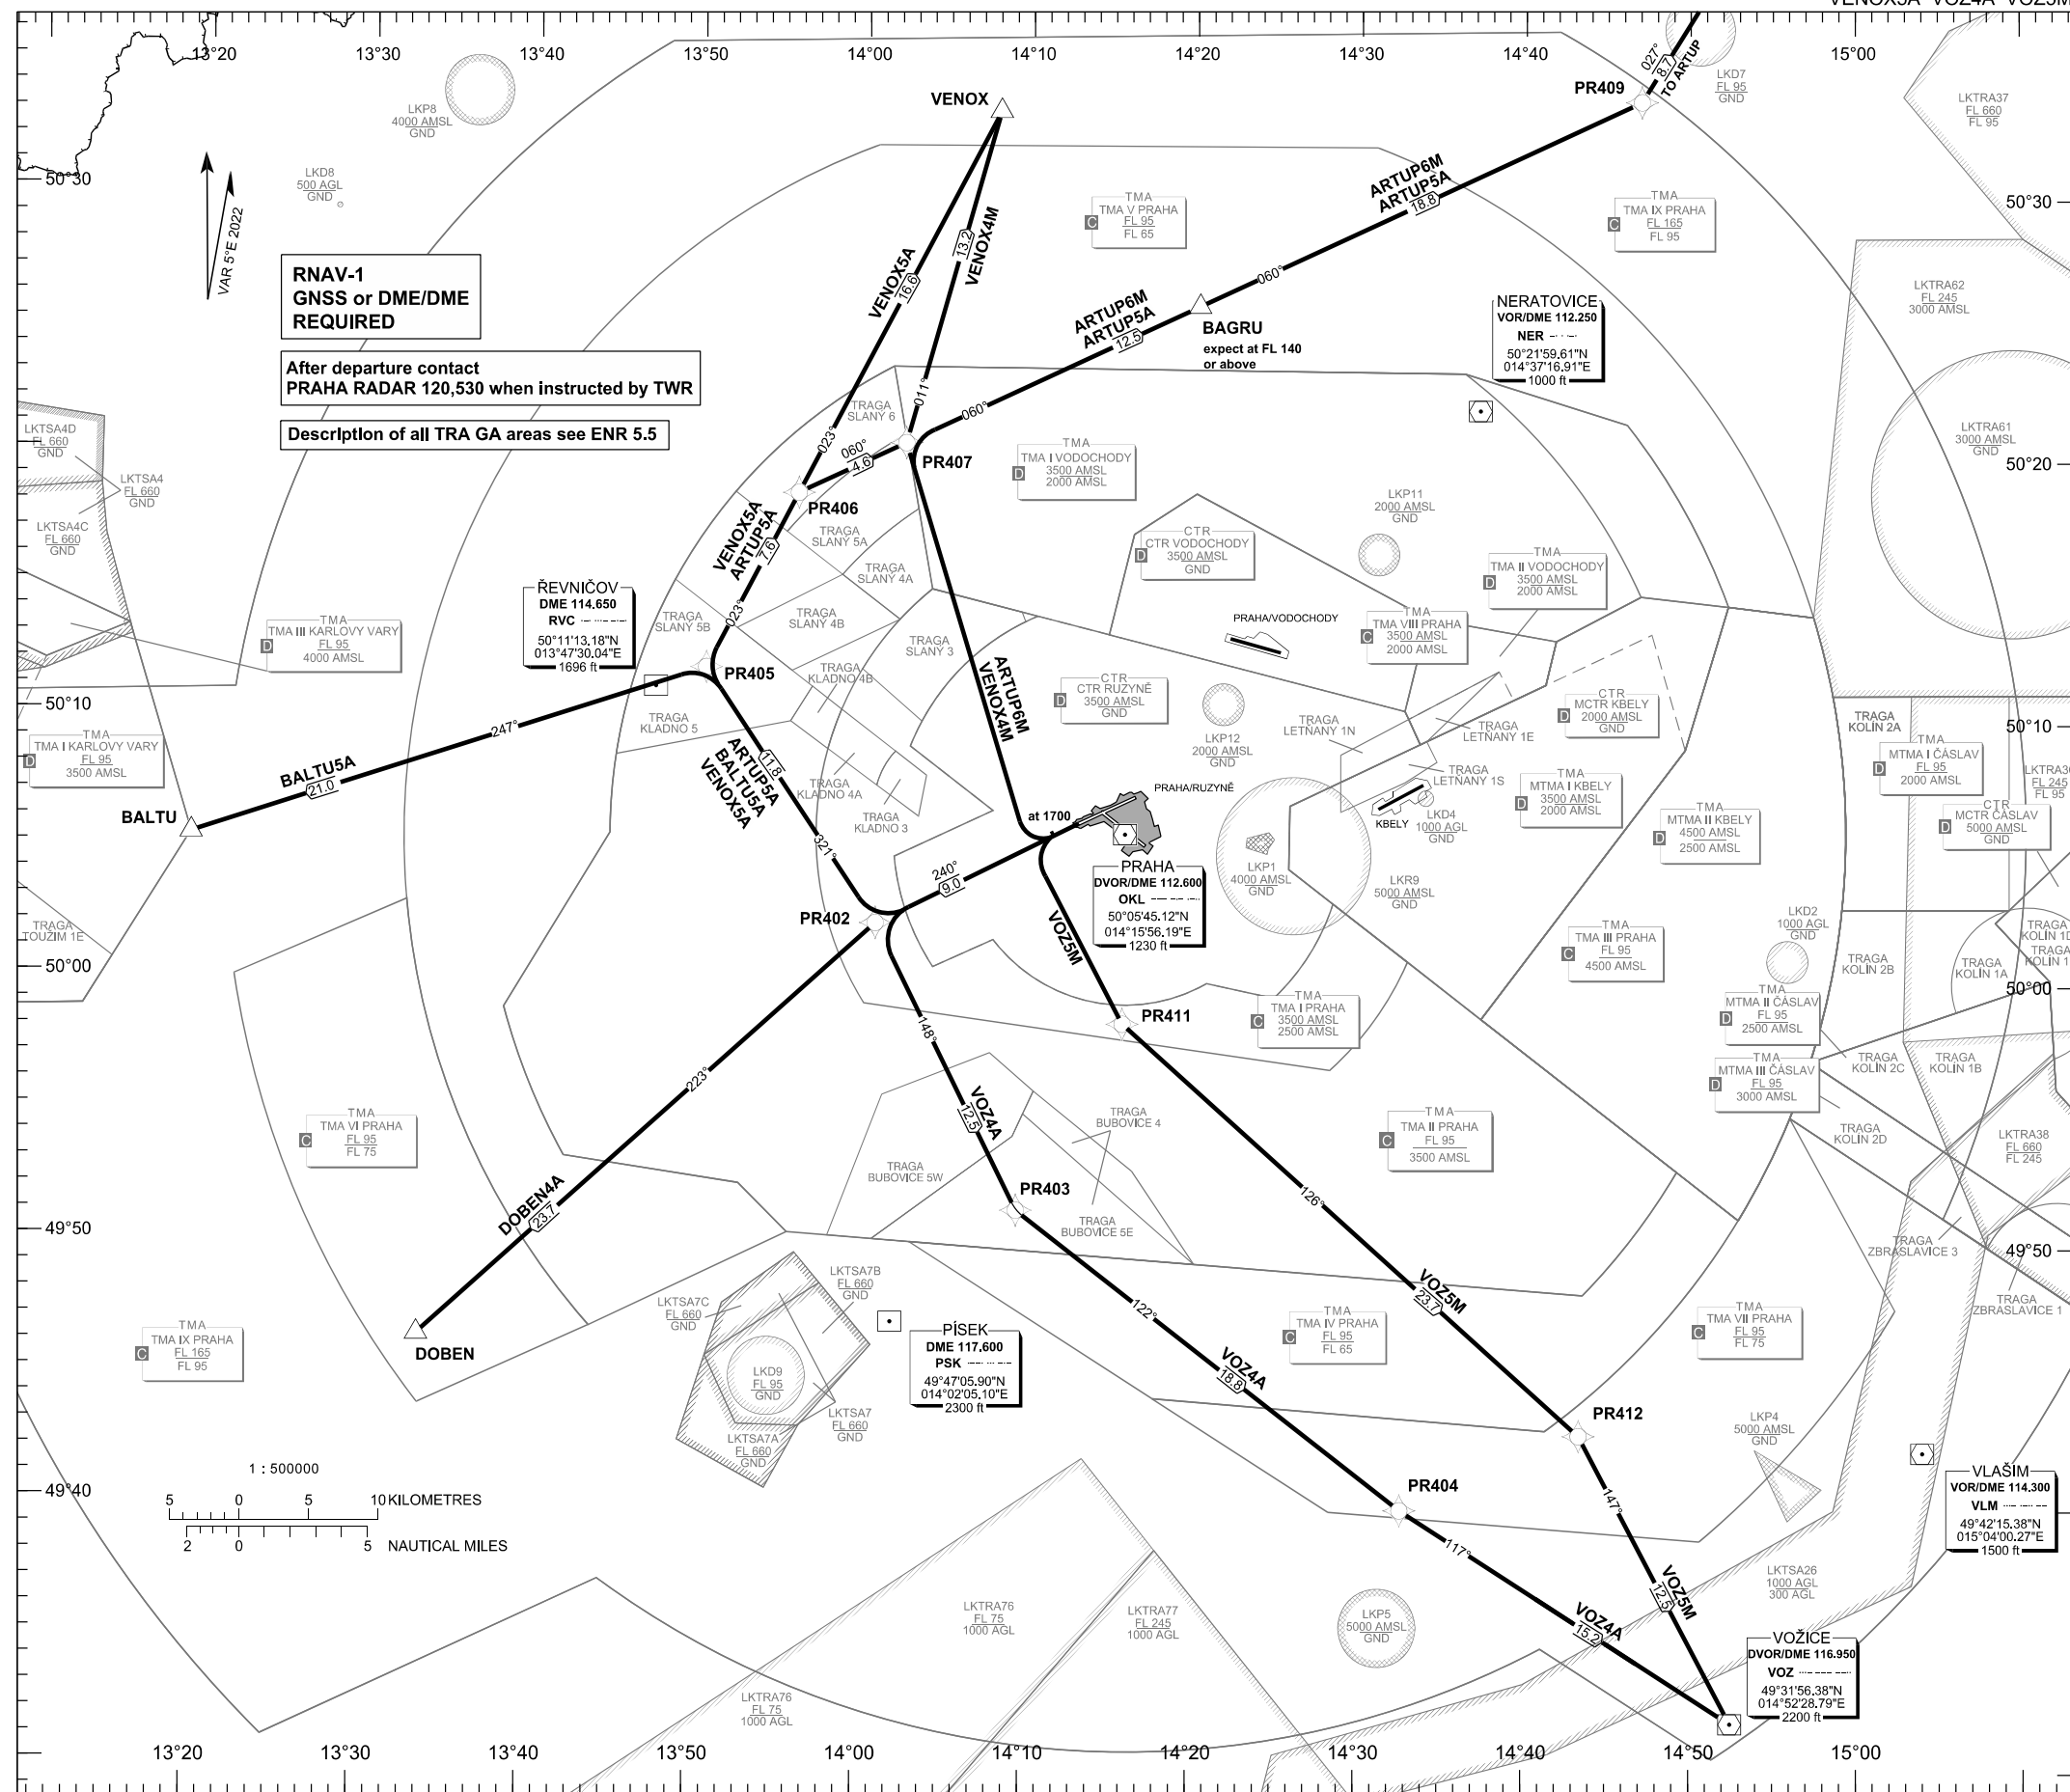 VENOX5A VOZ4A VOZ5M
13°20
13°30
13°40
13°50
14°00
14°10
14°20
14°30
14°40
15°00
VENOX
PR409
027°
8.7
TO ARTUP
LKD7
FL 95
GND
LKP8
4000 AMSL
GND
LKTRA37
FL 660
FL 95
50°30
LKD8
500 AGL
GND
VAR 5°E 2022
TMA
TMA V PRAHA
C
FL 95
FL 65
ARTUP6M
ARTUP5A
18.8
TMA
TMA IX PRAHA
C
FL 165
FL 95
50°30
RNAV-1
GNSS or DME/DME
REQUIRED
VENOX5A
16.6
13.2
VENOX4M
060°
LKTRA62
FL 245
3000 AMSL
ARTUP6M
ARTUP5A
12.5
BAGRU
expect at FL 140
or above
NERATOVICE
VOR/DME 112.250
NER
50°21'59.61"N
014°37'16.91"E
1000 ft
After departure contact
PRAHA RADAR 120,530 when instructed by TWR
Description of all TRA GA areas see ENR 5.5
TRAGA
SLANÝ 6
011°
060°
023°
060°
4.6
PR407
LKTSA4D
FL 660
GND
LKTSA4
FL 660
GND
LKTSA4C
FL 660
GND
TMA
TMA I VODOCHODY
D
3500 AMSL
2000 AMSL
LKTRA61
3000 AMSL
GND
50°20
PR406
LKP11
2000 AMSL
GND
VENOX5A
ARTUP5A
7.6
TRAGA
SLANÝ 5A
TRAGA
SLANÝ 4A
CTR
CTR VODOCHODY
D
3500 AMSL
GND
TMA
TMA II VODOCHODY
D
3500 AMSL
2000 AMSL
ŘEVNIČOV
DME 114.650
RVC
50°11'13.18"N
013°47'30.04"E
1696 ft
023°
TRAGA
SLANÝ 5B
TRAGA
SLANÝ 4B
TRAGA
SLANÝ 3
PRAHA/VODOCHODY
TMA
TMA VIII PRAHA
C
3500 AMSL
2000 AMSL
TMA
TMA III KARLOVY VARY
D
FL 95
4000 AMSL
PR405
TRAGA
KLADNO 4B
ARTUP6M
VENOX4M
CTR
CTR RUZYNĚ
D
3500 AMSL
GND
CTR
MCTR KBELY
D
2000 AMSL
GND
50°10
TRAGA
KLADNO 5
247°
LKP12
2000 AMSL
GND
TRAGA
LETŇANY 1N
TRAGA
LETŇANY 1E
TRAGA
LETŇANY 1S
TRAGA
KOLÍN 2A
50°10
TMA
TMA I KARLOVY VARY
D
FL 95
3500 AMSL
BALTU5A
21.0
11.8
ARTUP5A
BALTU5A
VENOX5A
TRAGA
KLADNO 4A
TRAGA
KLADNO 3
PRAHA/RUZYNĚ
at 1700
KBELY
LKD4
1000 AGL
GND
TMA
MTMA I KBELY
D
3500 AMSL
2000 AMSL
TMA
MTMA II KBELY
D
4500 AMSL
2500 AMSL
TMA
MTMA I ČÁSLAV
D
FL 95
2000 AMSL
FL 245
FL 95
CTR
MCTR ČÁSLAV
D
5000 AMSL
GND
BALTU
321°
240°
9.0
PRAHA
DVOR/DME 112.600
OKL
50°05'45.12"N
014°15'56.19"E
1230 ft
LKP1
4000 AMSL
GND
LKR9
5000 AMSL
GND
PR402
VOZ5M
TRAGA
TOUŽIM 1E
LKD2
1000 AGL
GND
TMA
TMA III PRAHA
C
FL 95
4500 AMSL
TRAGA
KOLÍN 2B
TRAGA
KOLÍN 1A
TRAGA
KOLÍN 1D
TRAGA
50°00
50°00
148°
PR411
TMA
TMA I PRAHA
C
3500 AMSL
2500 AMSL
TMA
MTMA II ČÁSLAV
D
FL 95
2500 AMSL
TMA
MTMA III ČÁSLAV
D
FL 95
3000 AMSL
TRAGA
KOLÍN 2C
TRAGA
KOLÍN 1B
223°
VOZ4A
12.5
TRAGA
BUBOVICE 4
TRAGA
BUBOVICE 5W
TRAGA
BUBOVICE 5E
TMA
TMA VI PRAHA
C
FL 95
FL 75
TMA
TMA II PRAHA
C
FL 95
3500 AMSL
TRAGA
KOLÍN 2D
LKTRA38
FL 660
FL 245
DOBEN4A
23.7
PR403
126°
49°50
TRAGA
ZBRASLAVICE 3
49°50
TRAGA
ZBRASLAVICE 1
LKTSA7B
FL 660
GND
LKTSA7C
FL 660
GND
122°
VOZ5M
23.7
DOBEN
PÍSEK
DME 117.600
PSK
49°47'05.90"N
014°02'05.10"E
2300 ft
TMA
TMA IV PRAHA
C
FL 95
FL 65
TMA
TMA VII PRAHA
C
FL 95
FL 75
TMA
TMA IX PRAHA
C
FL 165
FL 95
LKD9
FL 95
GND
VOZ4A
18.8
LKTSA7
FL 660
GND
LKTSA7A
FL 660
GND
PR412
LKP4
5000 AMSL
GND
1 : 500000
5 0 5 10 KILOMETRES
2 0 5 NAUTICAL MILES
49°40
PR404
147°
VLAŠIM
VOR/DME 114.300
VLM
49°42'15.38"N
015°04'00.27"E
1500 ft
117°
LKTSA26
1000 AGL
300 AGL
VOZ5M
12.5
LKTRA76
FL 75
1000 AGL
LKTRA77
FL 245
1000 AGL
LKP5
5000 AMSL
GND
VOZ4A
15.2
VOŽICE
DVOR/DME 116.950
VOZ
49°31'56.38"N
014°52'28.79"E
2200 ft
LKTRA76
FL 75
1000 AGL
13°20
13°30
13°40
13°50
14°00
14°10
14°20
14°30
14°40
14°50
15°00